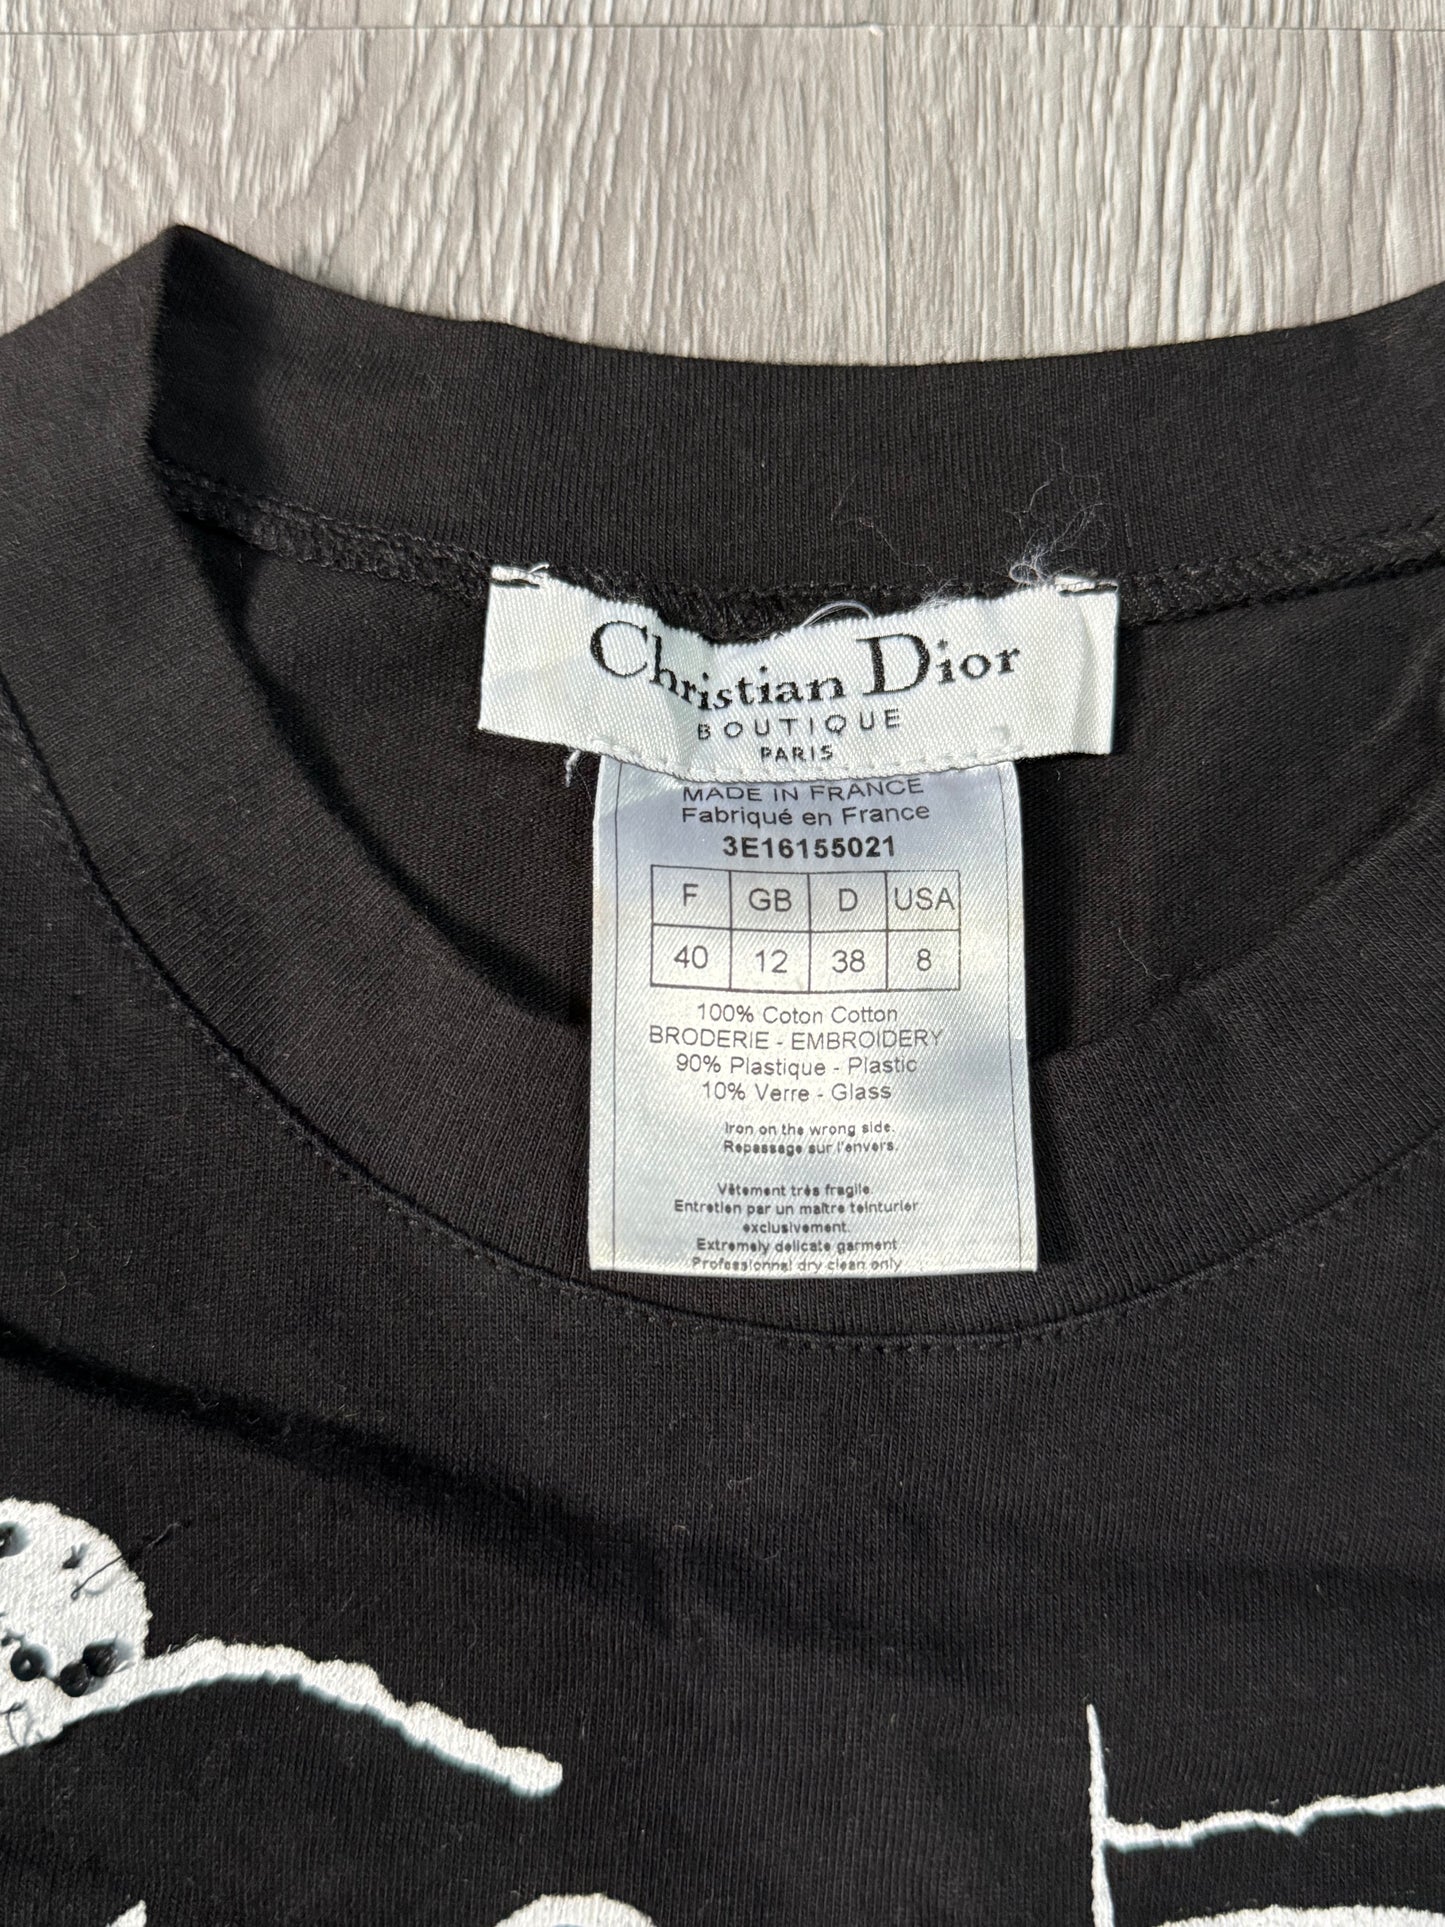 Christian Dior
BOUTIQUE
PARIS
MADE IN FRANCE
Fabriqué en France
3E16155021
F GB D USA
40 12 38 8
100% Coton Cotton
BRODERIE - EMBROIDERY
90% Plastique - Plastic
10% Verre - Glass
Iron on the wrong side.
Repassage sur l'envers.
Vêtement très fragile.
Entretien par un maître teinturier
exclusivement.
Extremely delicate garment
Professionnal dry clean only